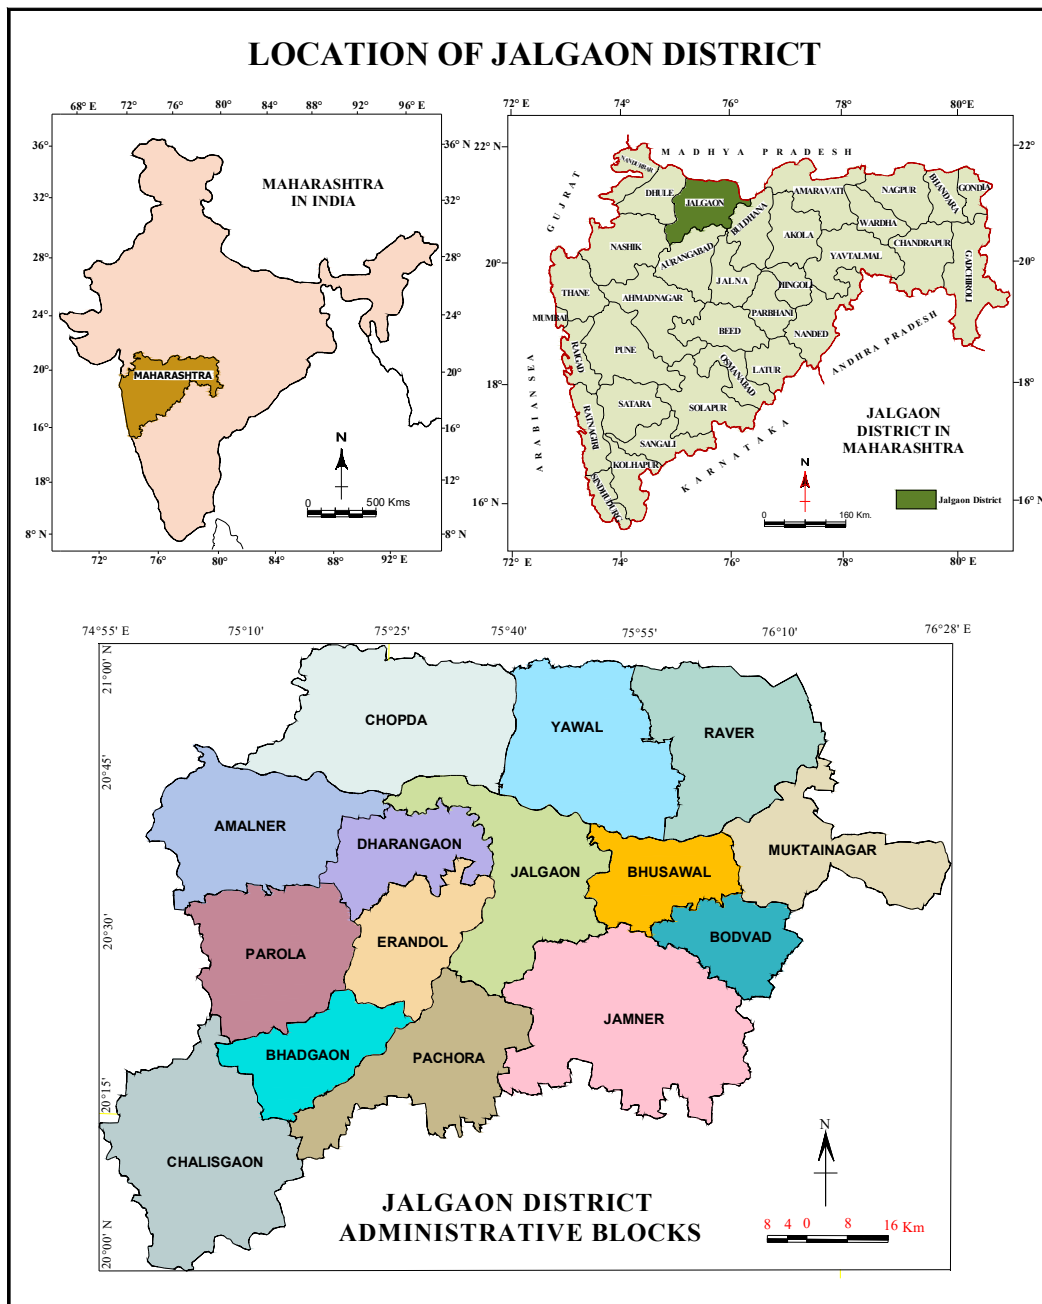 LOCATION OF JALGAON DISTRICT
68° E 72° 76° 80° 84° 88° 92° 96° E
36° 36° N
MAHARASHTRA
IN INDIA
32° 32°
28° 28°
24° 24°
20° 20°
MAHARASHTRA
16° 16°
N
18° 12°
0 500 Kms
8° N 8° N
72° 76° 80° 84° 88° 92° E
72° E 74° 76° 78° 80°E
22°N 22°N
MADHYA PRADESH
GUJRAT
NANDURBAR
DHULE
JALGAON
BULDHANA
AMARAVATI
NAGPUR
BHANDARA
GONDIA
NASHIK
AURANGABAD
AKOLA
WARDHA
CHANDRAPUR
YAVTALMAL
GADCHIROLI
20° 20°
THANE
AHMADNAGAR
JALNA
HINGOLI
MUMBAI
PARBHANI
RAIGAD
PUNE
BEED
NANDED
ANDHRA PRADESH
OSMANABAD
LATUR
18° 18°
ARABIAN SEA
RATNAGIRI
SATARA
SOLAPUR
KARNATAKA
SANGALI
KOLHAPUR
SINDHUDURG
JALGAON
DISTRICT IN
MAHARASHTRA
N
Jalgaon District
16° N 16° N
0 160 Km.
72° E 74° 76° 78° 80° E
74°55' E 75°10' 75°25' 75°40' 75°55' 76°10' 76°28' E
21°00' N
20°45'
20°30'
20°15'
20°00' N
CHOPDA
YAWAL
RAVER
AMALNER
DHARANGAON
JALGAON
BHUSAWAL
MUKTAINAGAR
PAROLA
ERANDOL
BODVAD
JAMNER
BHADGAON
PACHORA
CHALISGAON
N
JALGAON DISTRICT
ADMINISTRATIVE BLOCKS
8 4 0 8 16 Km